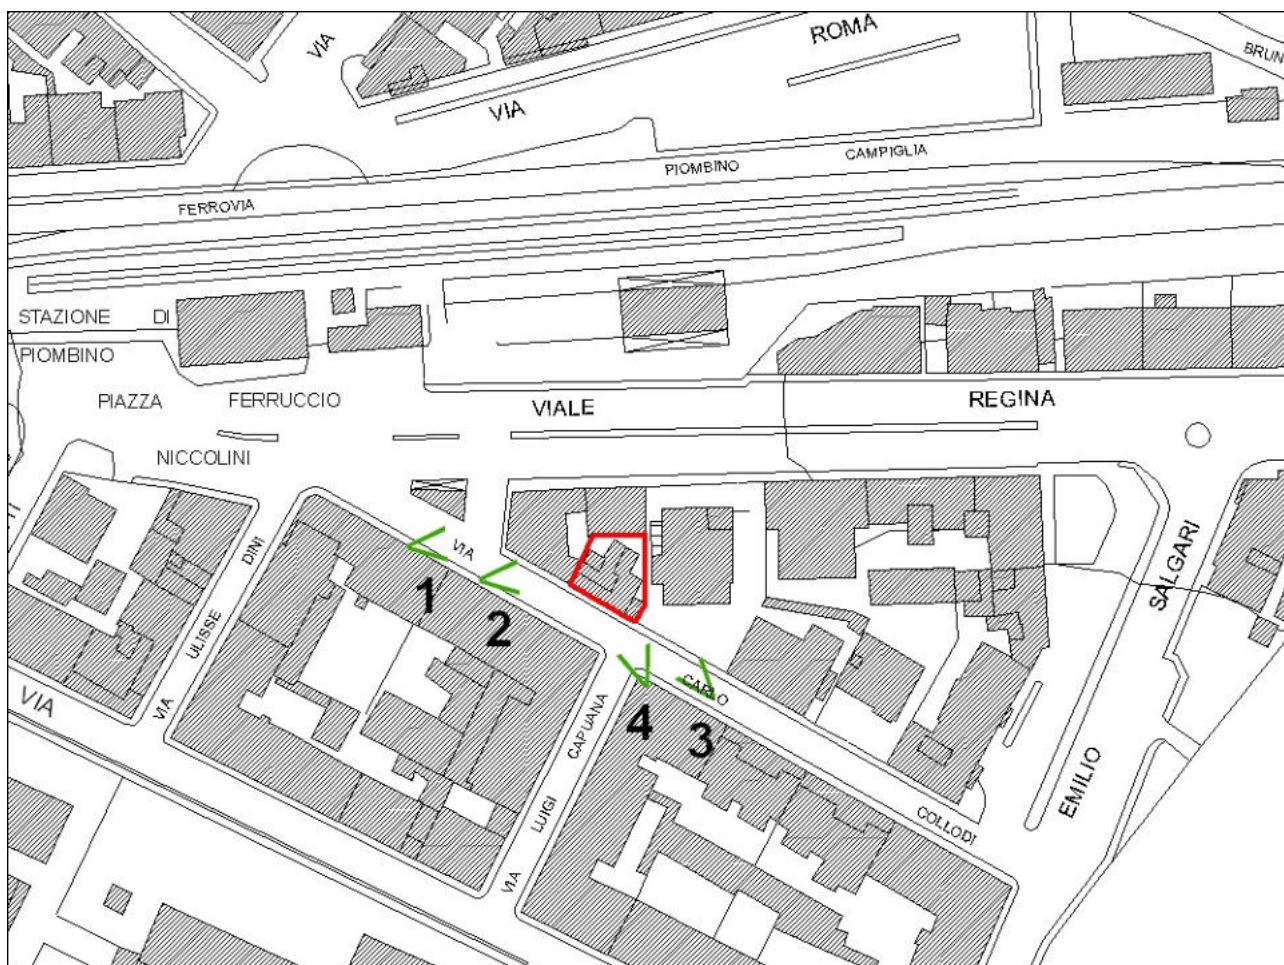 VIA
ROMA
BRUN
VIA
FERROVIA
PIOMBINO
CAMPIGLIA
STAZIONE DI
PIOMBINO
PIAZZA FERRUCCIO
NICCOLINI
VIALE
REGINA
VIA ULISSE DINI
VIA CARLO COLLODI
VIA EMILIO SALGARI
1
2
4
3
VIA LUIGI CAPUANA